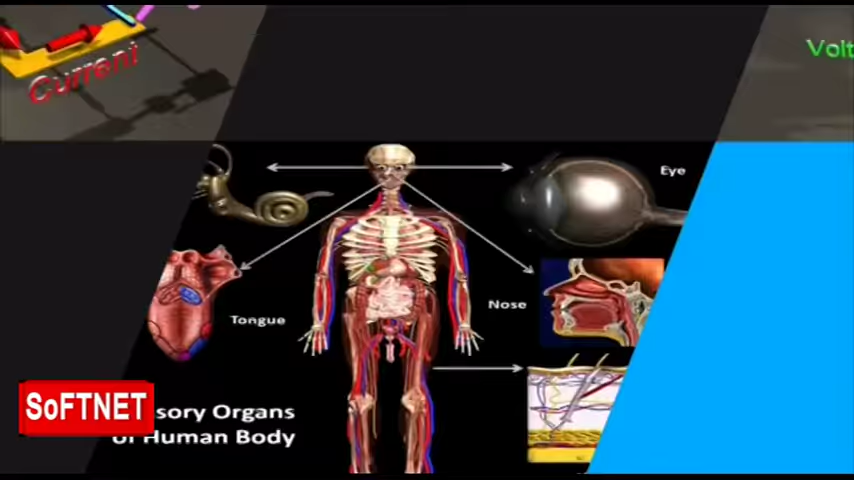 Current
Volt
Eye
Tongue
Nose
SoFTNET
sory Organs
of Human Body